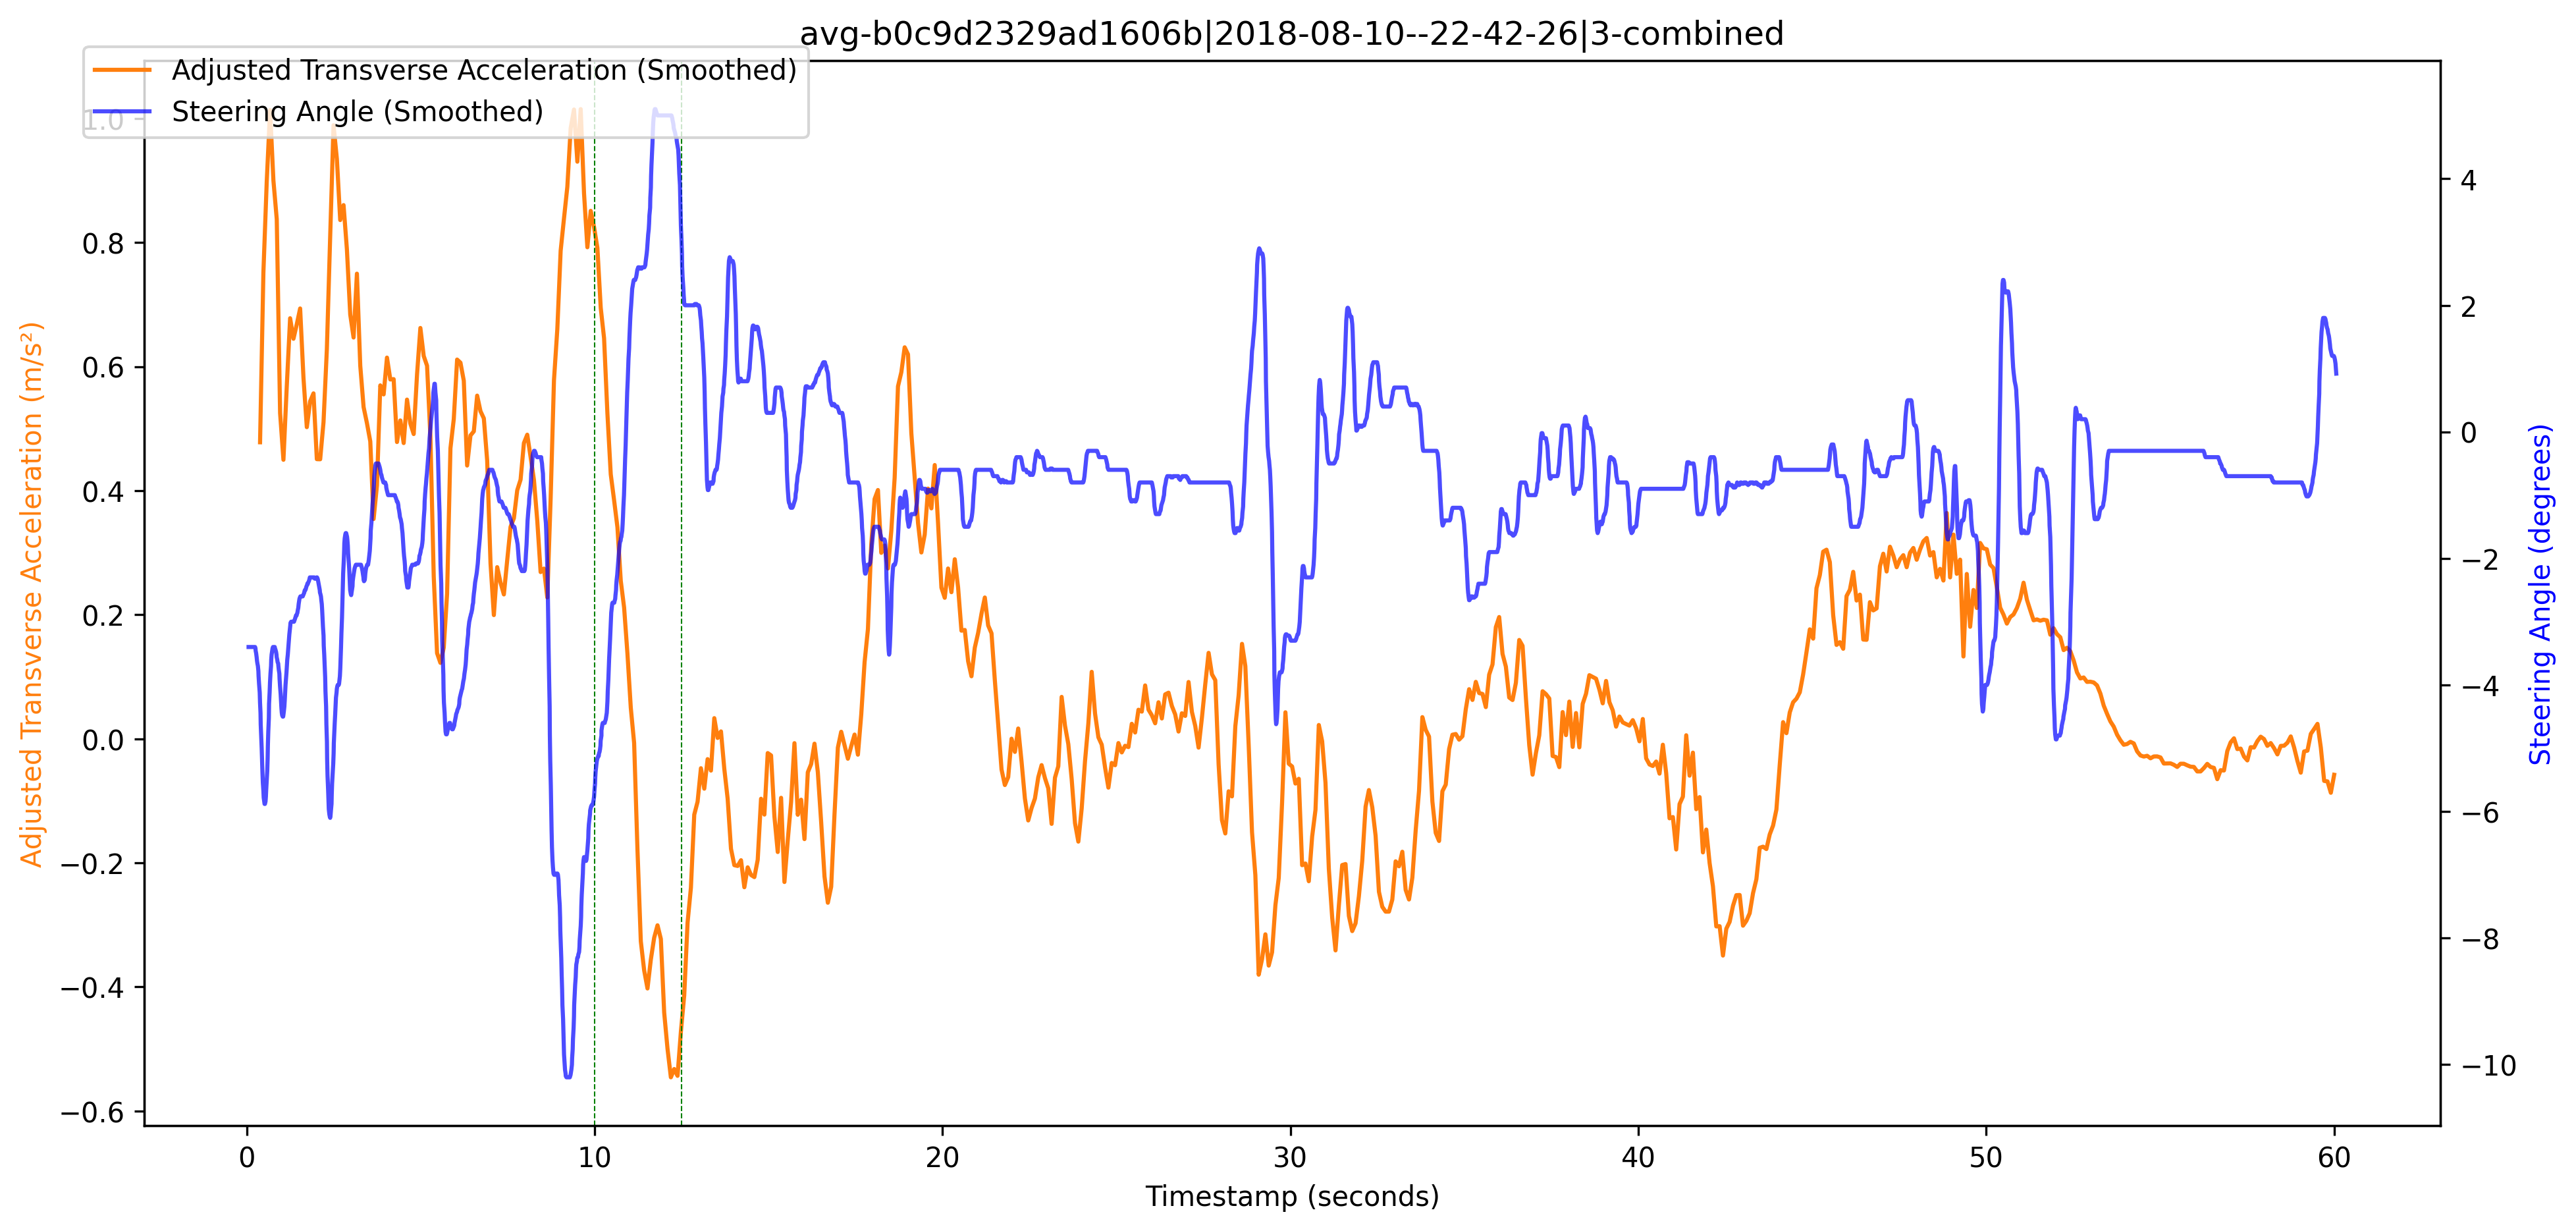 avg-b0c9d2329ad1606b|2018-08-10--22-42-26|3-combined
Adjusted Transverse Acceleration (Smoothed)
Steering Angle (Smoothed)
1.0
0.8
0.6
0.4
0.2
0.0
−0.2
−0.4
−0.6
Adjusted Transverse Acceleration (m/s²)
4
2
0
−2
−4
−6
−8
−10
Steering Angle (degrees)
0 10 20 30 40 50 60
Timestamp (seconds)